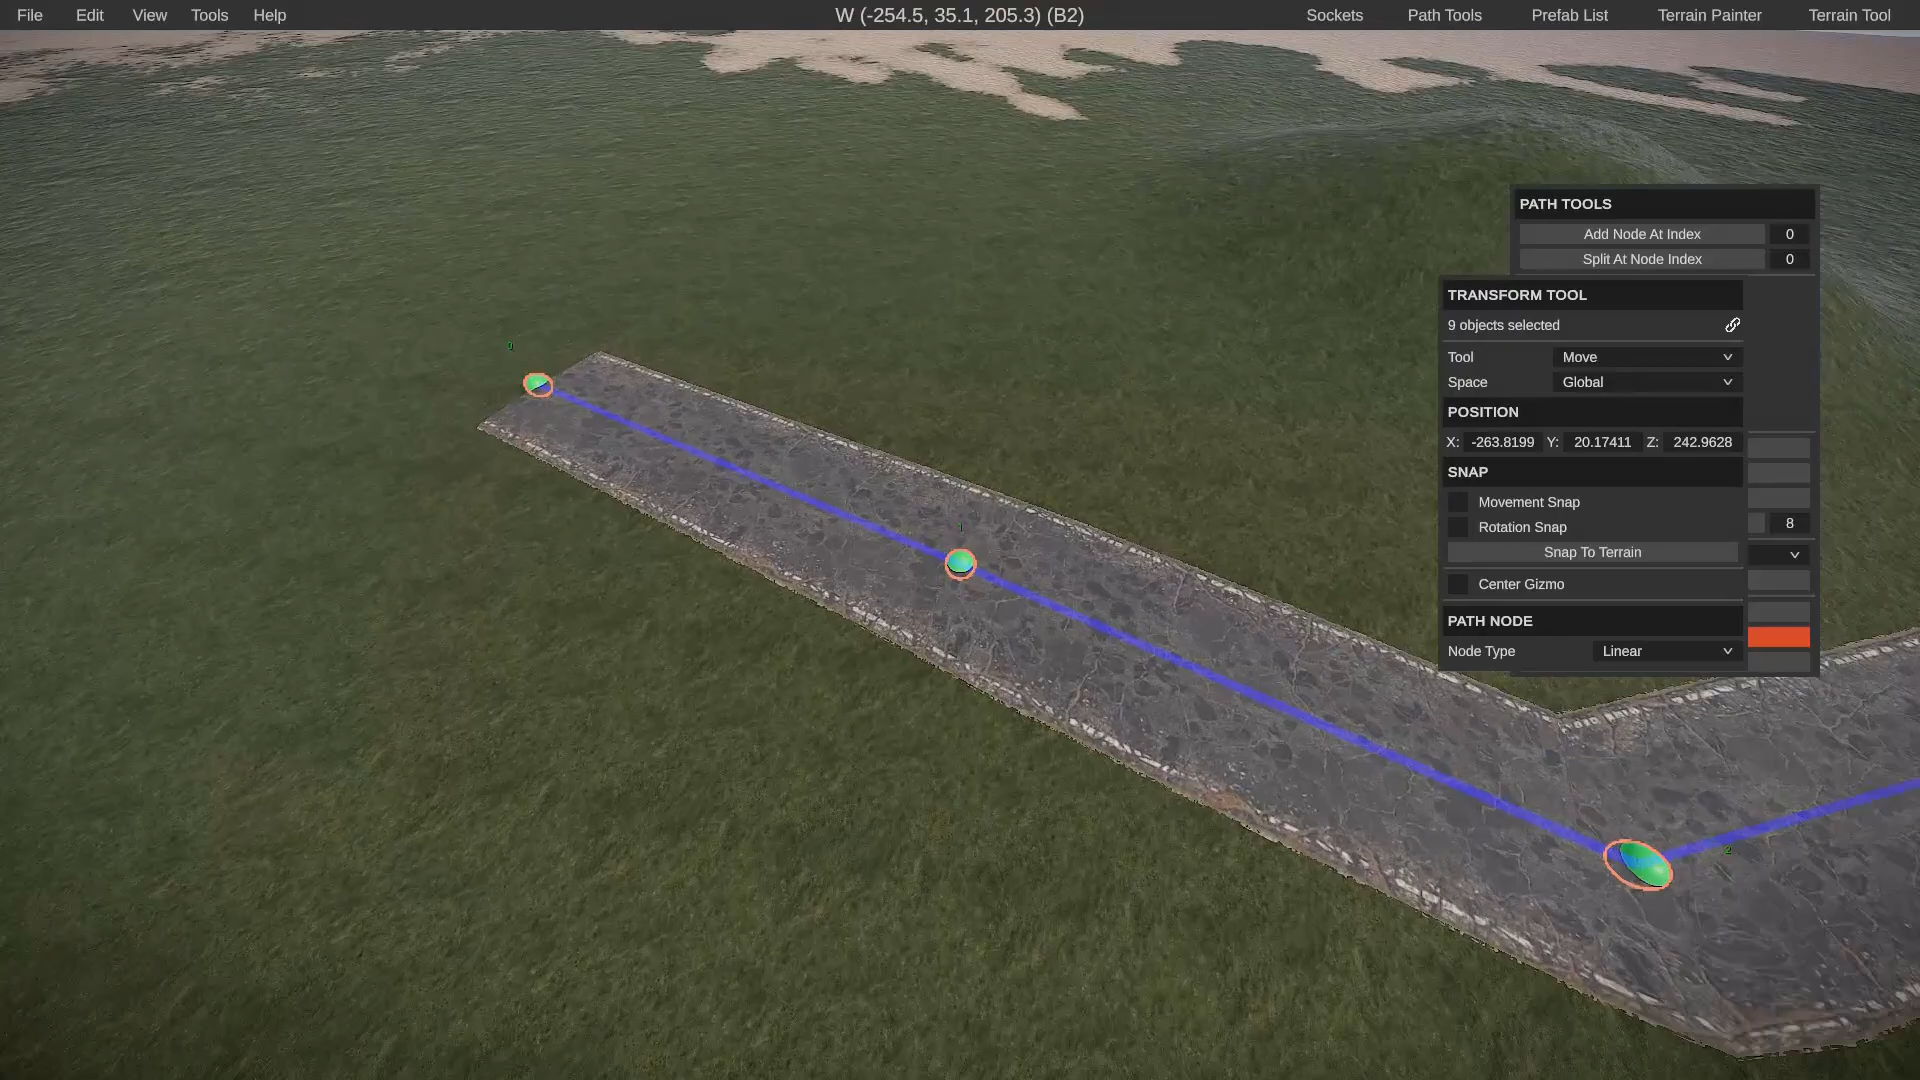 File Edit View Tools Help W (-254.5, 35.1, 205.3) (B2) Sockets Path Tools Prefab List Terrain Painter Terrain Tool
PATH TOOLS
Add Node At Index 0
Split At Node Index 0
TRANSFORM TOOL
9 objects selected
Tool Move
Space Global
POSITION
X: -263.8199 Y: 20.17411 Z: 242.9628
SNAP
Movement Snap
Rotation Snap
8
Snap To Terrain
Center Gizmo
PATH NODE
Node Type Linear
0
1
2